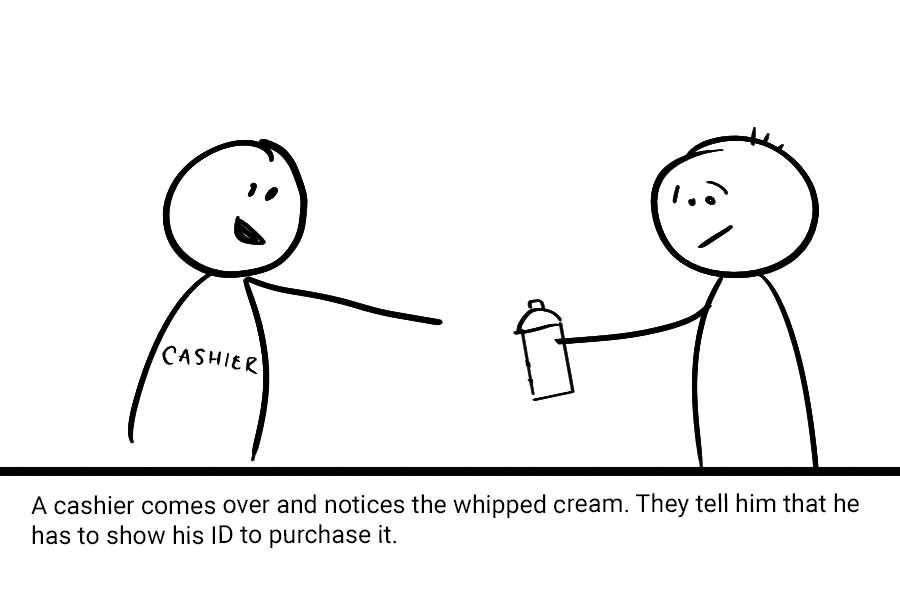 CASHIER
A cashier comes over and notices the whipped cream. They tell him that he
has to show his ID to purchase it.